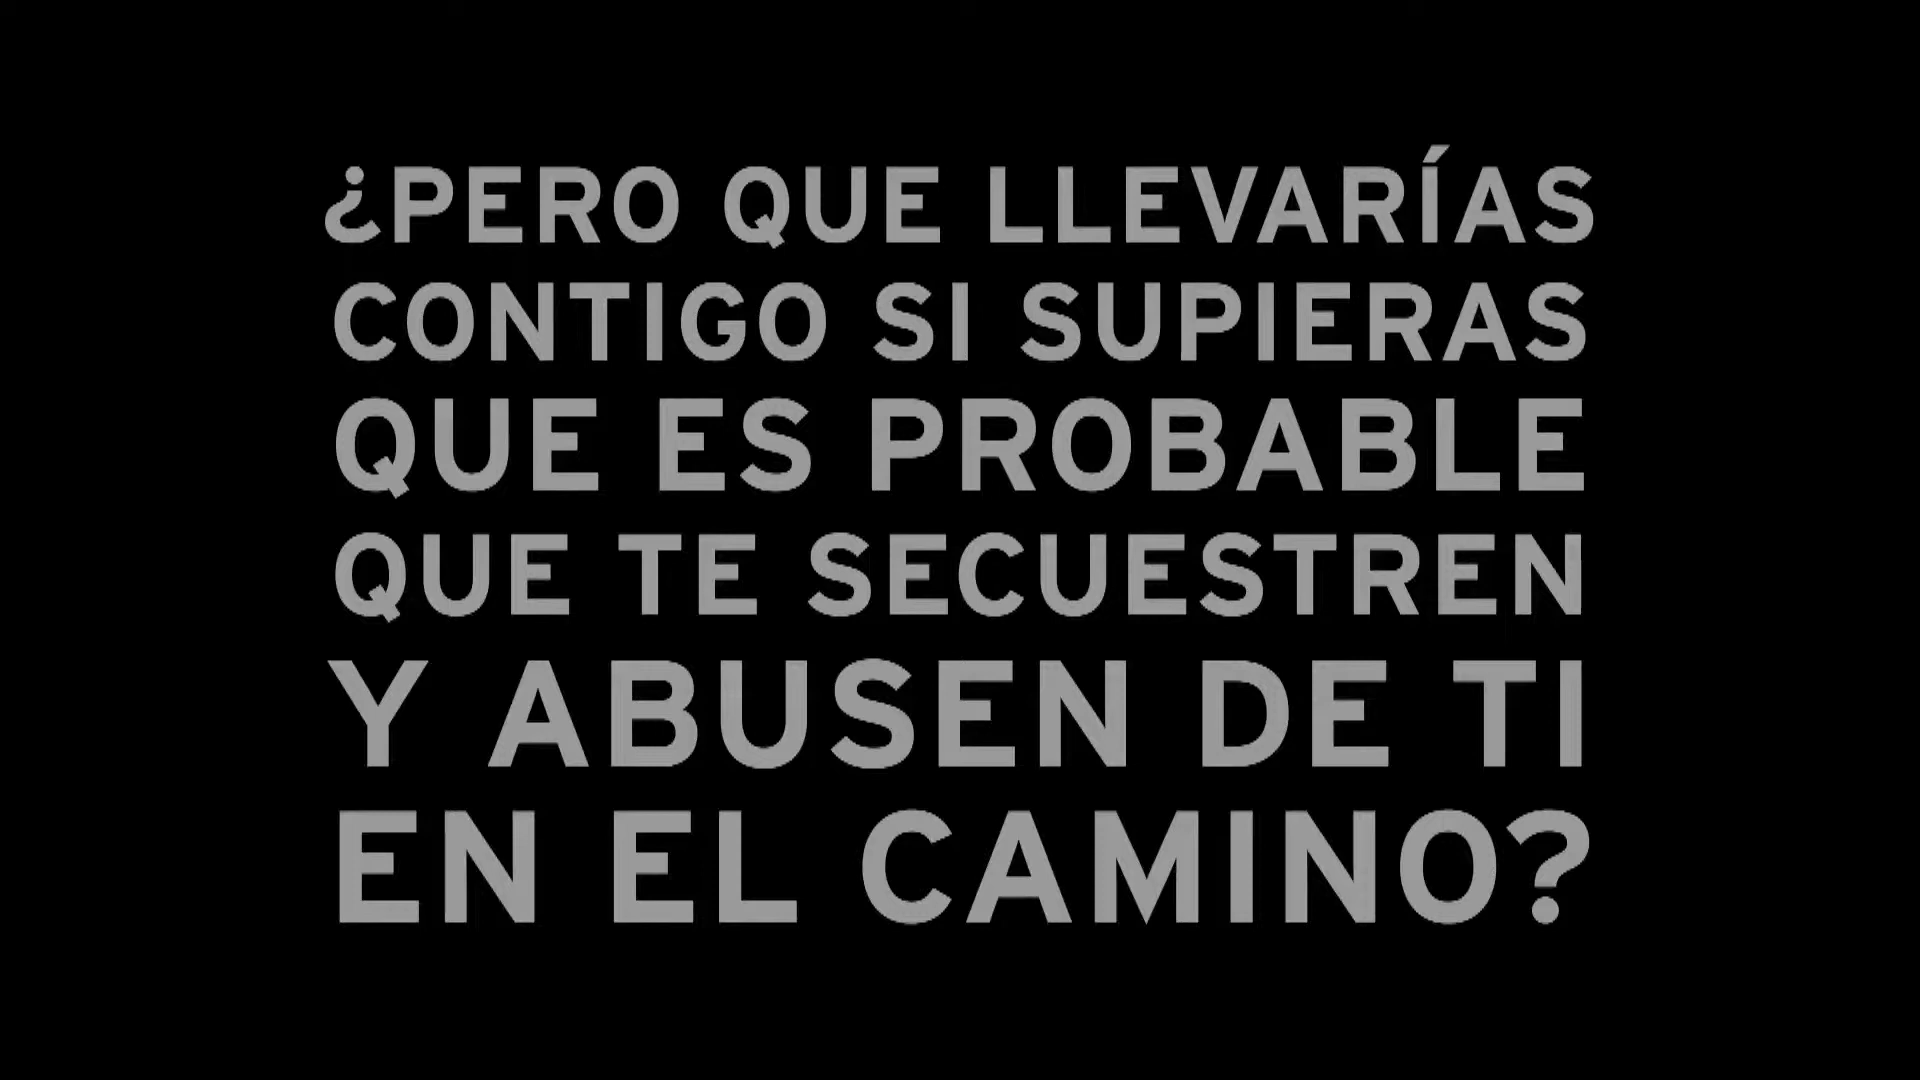 ¿PERO QUE LLEVARÍAS
CONTIGO SI SUPIERAS
QUE ES PROBABLE
QUE TE SECUESTREN
Y ABUSEN DE TI
EN EL CAMINO?